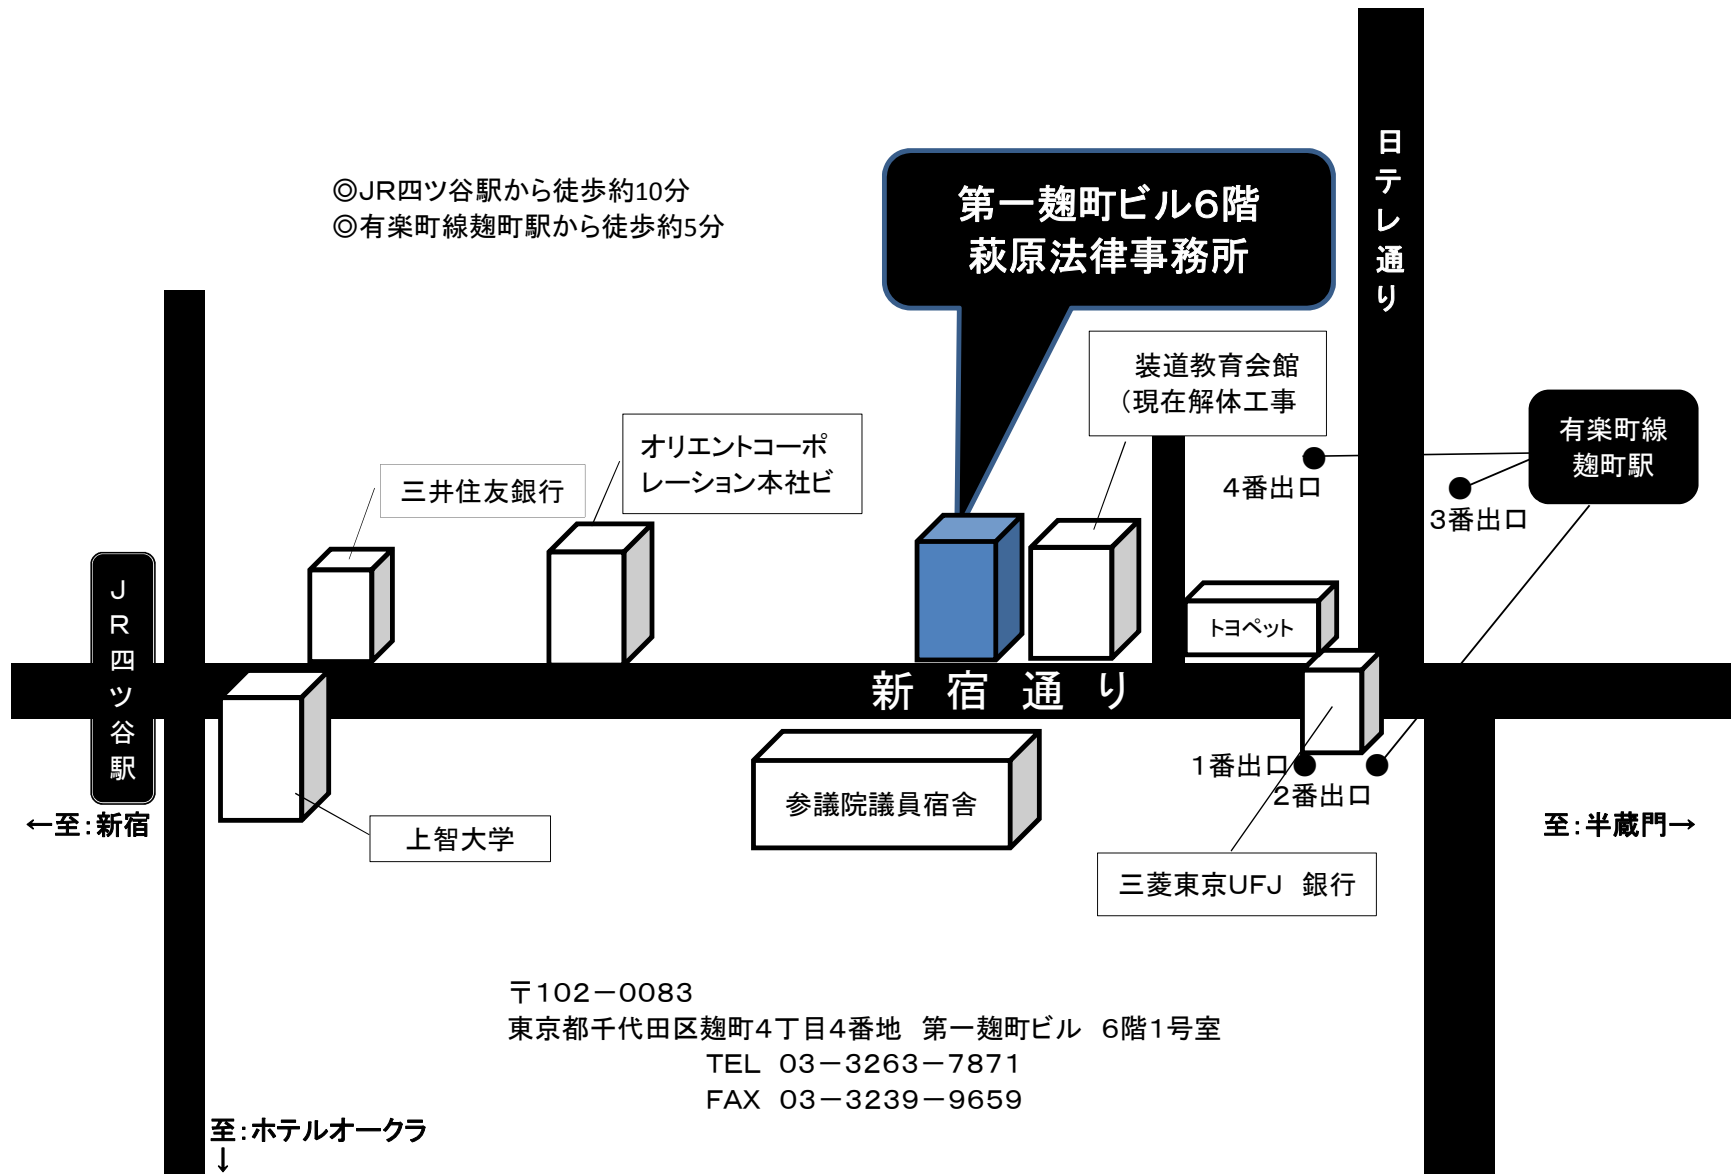 ◎JR四ツ谷駅から徒歩約10分
◎有楽町線麹町駅から徒歩約5分
第一麹町ビル6階
萩原法律事務所
日テレ通り
装道教育会館
（現在解体工事
オリエントコーポ
レーション本社ビ
三井住友銀行
有楽町線
麹町駅
4番出口
3番出口
JR四ツ谷駅
トヨペット
新宿通り
1番出口
2番出口
参議院議員宿舎
←至：新宿
上智大学
至：半蔵門→
三菱東京UFJ 銀行
〒102－0083
東京都千代田区麹町4丁目4番地 第一麹町ビル 6階1号室
TEL 03－3263－7871
FAX 03－3239－9659
至：ホテルオークラ
↓